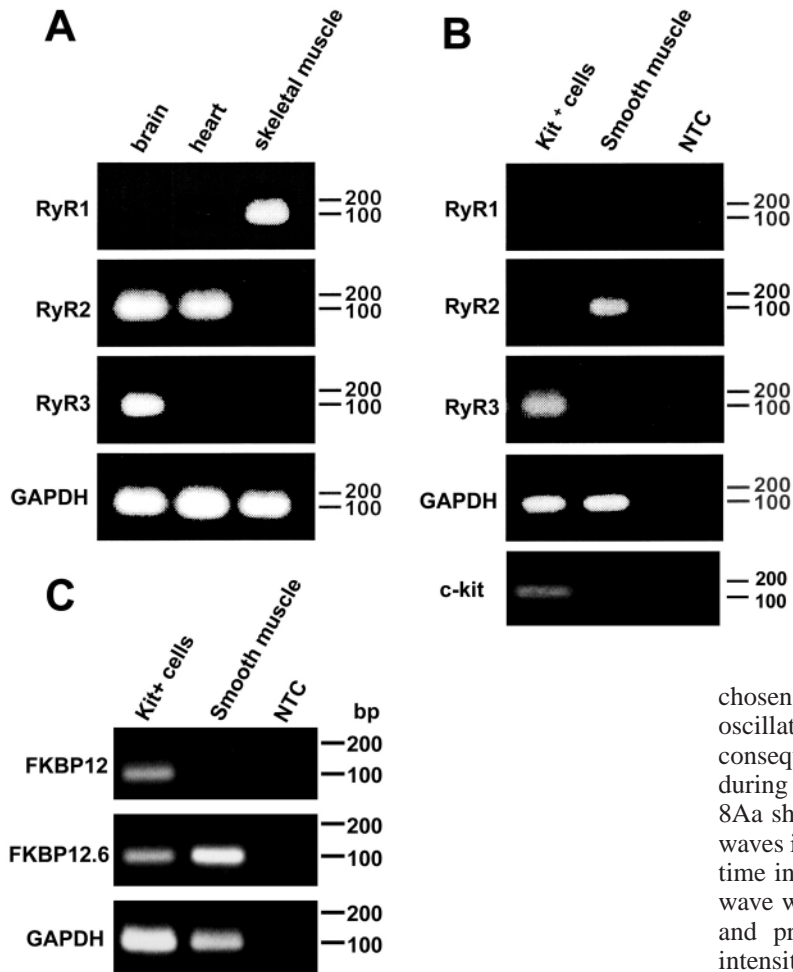 A
brain heart skeletal muscle
RyR1 200 100
RyR2 200 100
RyR3 200 100
GAPDH 200 100
B
Kit + cells Smooth muscle NTC
RyR1 200 100
RyR2 200 100
RyR3 200 100
GAPDH 200 100
c-kit 200 100
C
Kit+ cells Smooth muscle NTC bp
FKBP12 200 100
FKBP12.6 200 100
GAPDH 200 100
chosen
oscillat
consequ
during
8Aa sh
waves i
time in
wave w
and pr
intensit